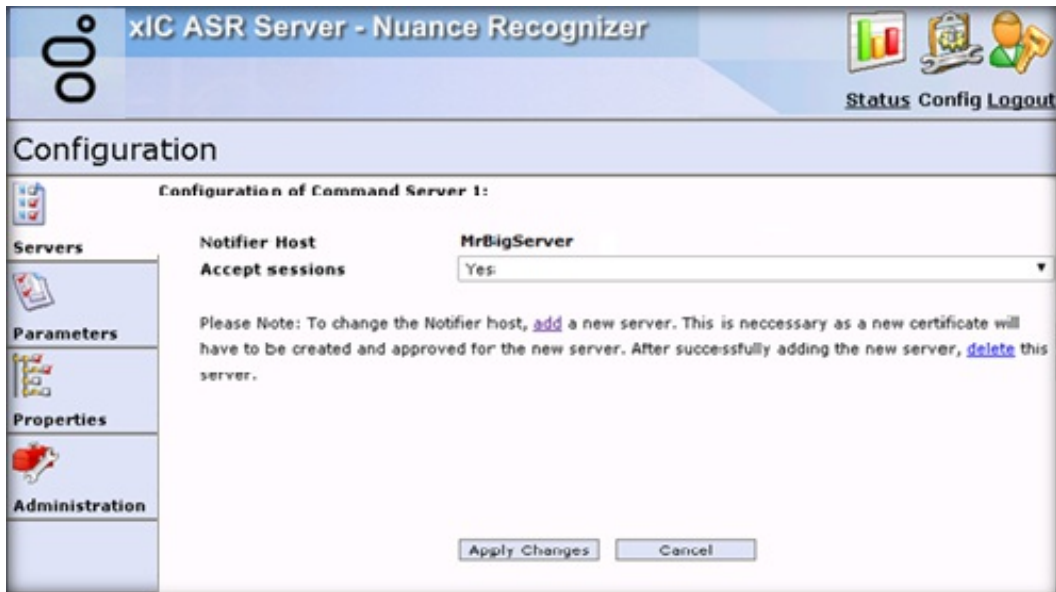 xIC ASR Server - Nuance Recognizer
Status Config Logout
Configuration
Configuration of Command Server 1:
Servers
Notifier Host MrBigServer
Accept sessions Yes
Parameters
Please Note: To change the Notifier host, add a new server. This is neccessary as a new certificate will
have to be created and approved for the new server. After successfully adding the new server, delete this
server.
Properties
Administration
Apply Changes Cancel